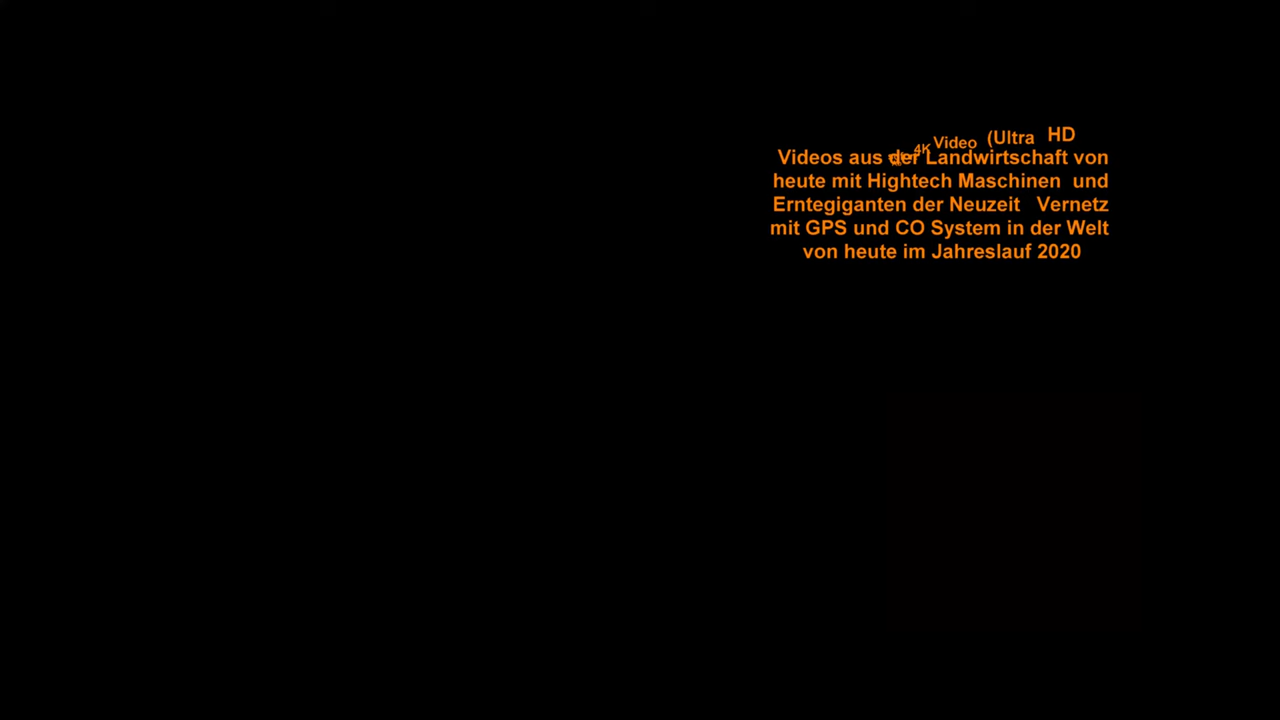 4K Video (Ultra HD
Videos aus der Landwirtschaft von
heute mit Hightech Maschinen und
Erntegiganten der Neuzeit Vernetz
mit GPS und CO System in der Welt
von heute im Jahreslauf 2020